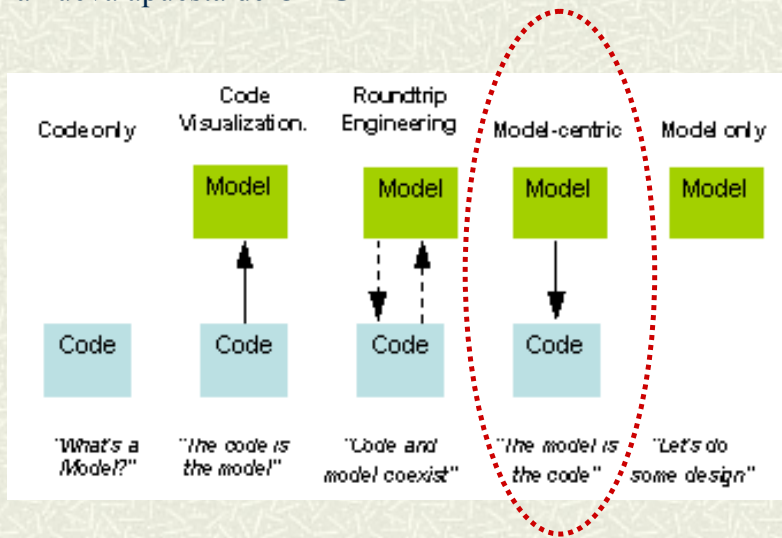 Code only
Code
Visualization.
Roundtrip
Engineering
Model-centric
Model only
Model
Model
Model
Model
Code
Code
Code
Code
"What's a
Model?"
"The code is
the model"
"Code and
model coexist"
"The model is
the code"
"Let's do
some design"